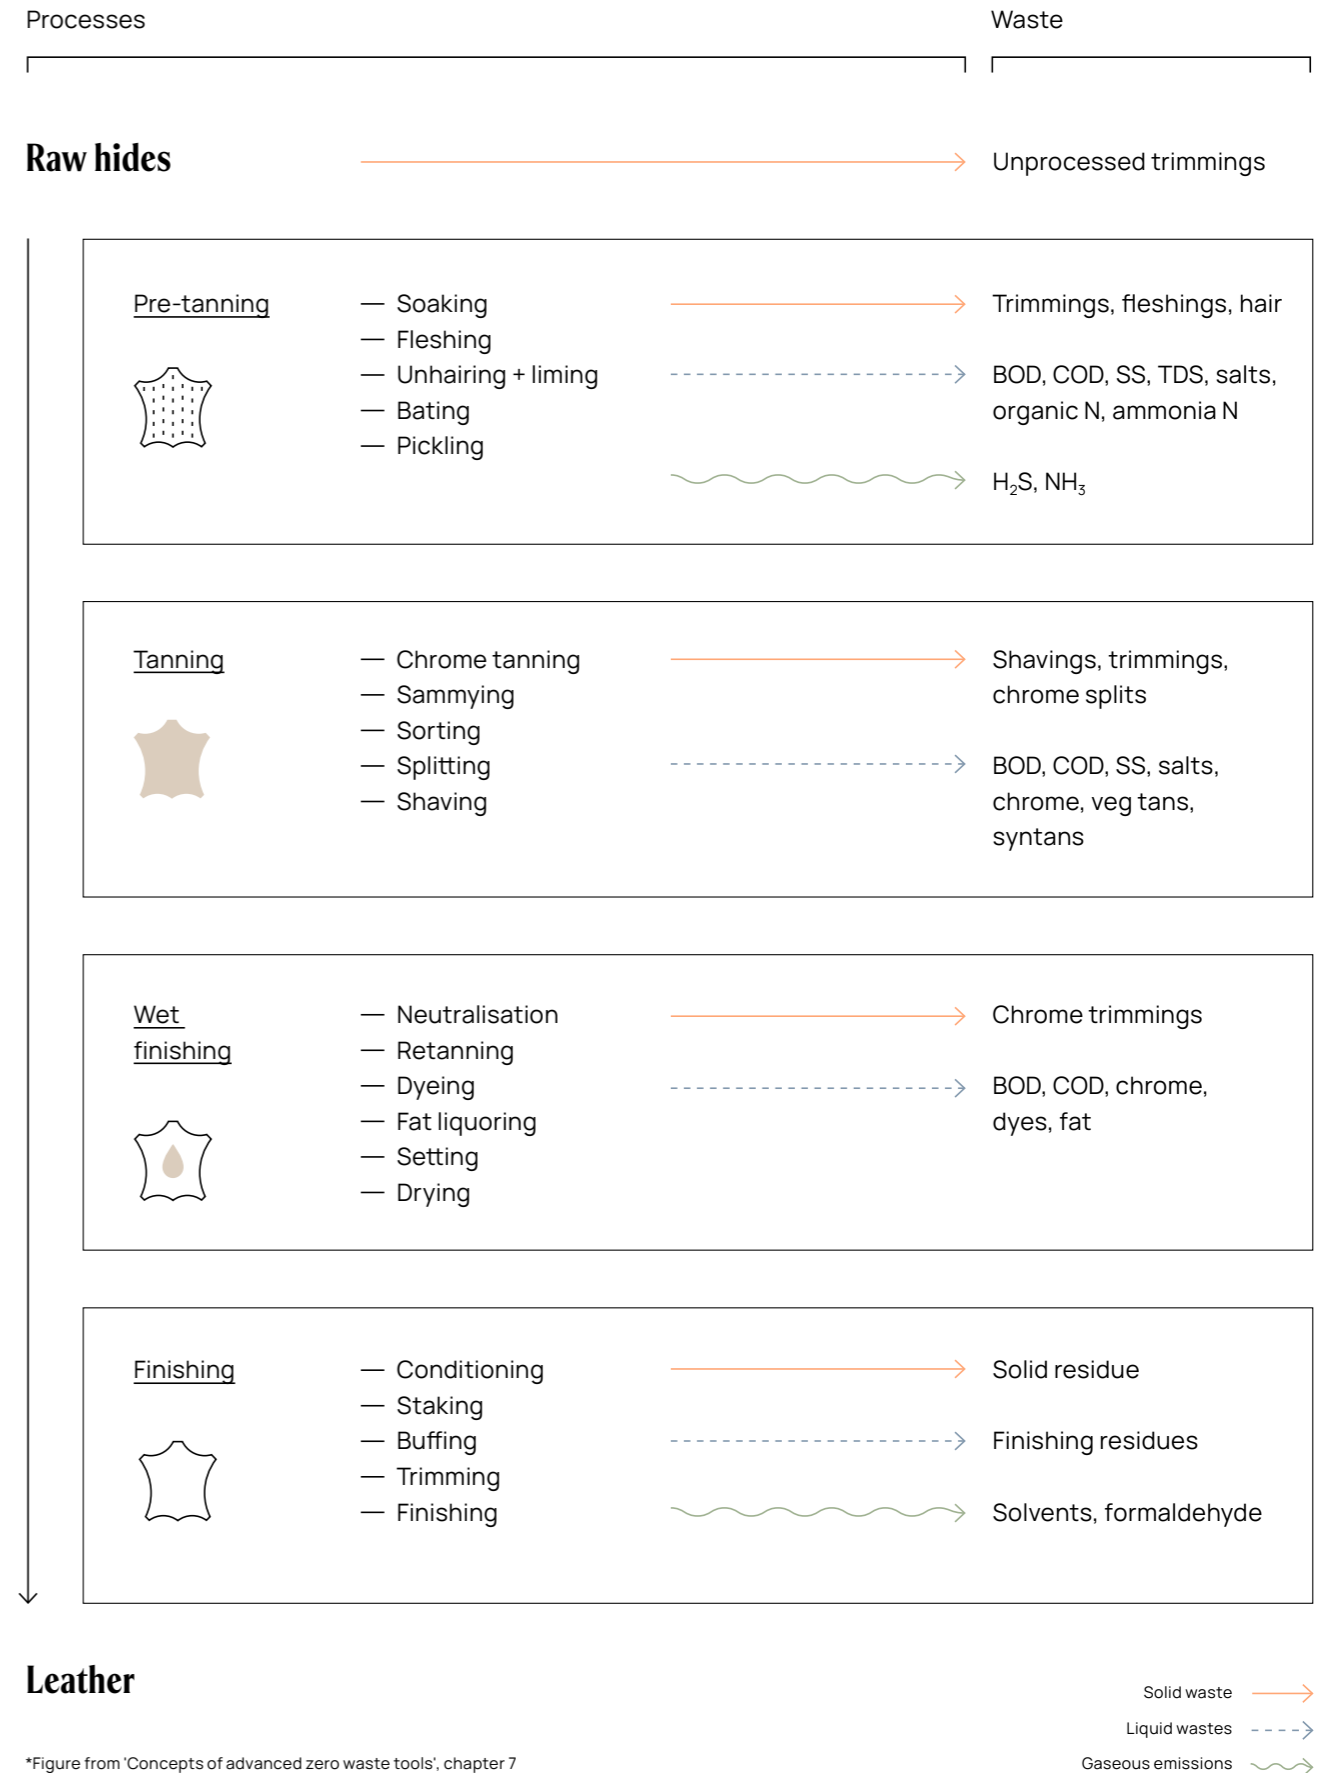 Processes
Waste
Raw hides
Unprocessed trimmings
Pre-tanning
— Soaking
— Fleshing
— Unhairing + liming
— Bating
— Pickling
Trimmings, fleshings, hair
BOD, COD, SS, TDS, salts,
organic N, ammonia N
H₂S, NH₃
Tanning
— Chrome tanning
— Sammying
— Sorting
— Splitting
— Shaving
Shavings, trimmings,
chrome splits
BOD, COD, SS, salts,
chrome, veg tans,
syntans
Wet
finishing
— Neutralisation
— Retanning
— Dyeing
— Fat liquoring
— Setting
— Drying
Chrome trimmings
BOD, COD, chrome,
dyes, fat
Finishing
— Conditioning
— Staking
— Buffing
— Trimming
— Finishing
Solid residue
Finishing residues
Solvents, formaldehyde
Leather
Solid waste
Liquid wastes
Gaseous emissions
*Figure from 'Concepts of advanced zero waste tools', chapter 7